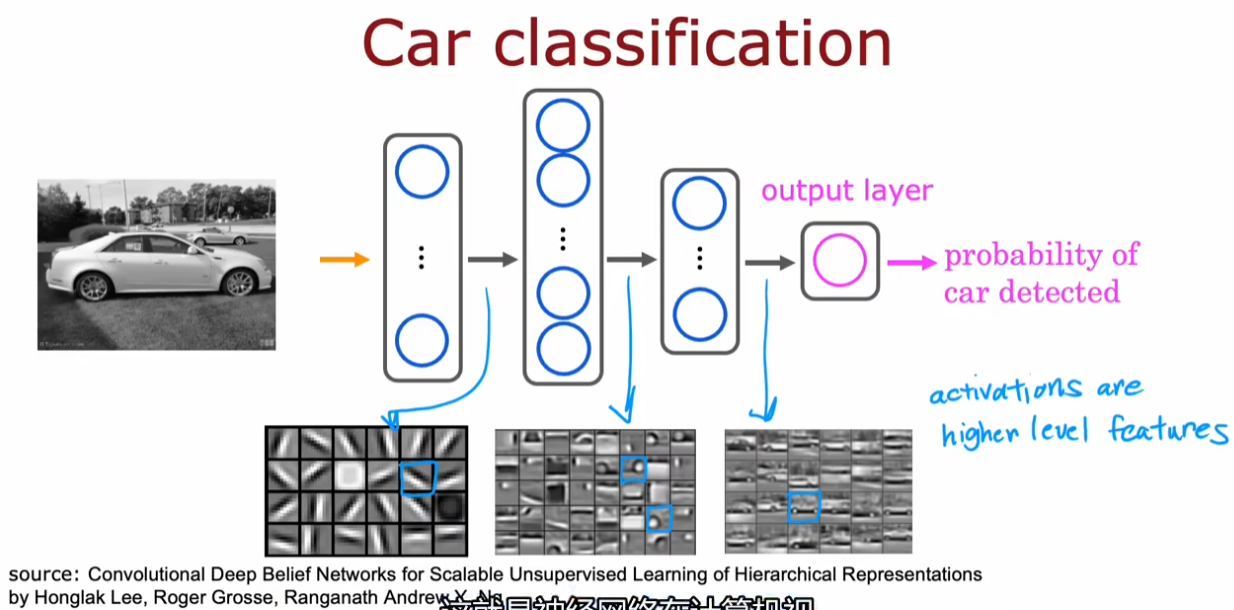 Car classification
output layer
probability of
car detected
activations are
higher level features
source: Convolutional Deep Belief Networks for Scalable Unsupervised Learning of Hierarchical Representations
by Honglak Lee, Roger Grosse, Ranganath Andrew Y. Ng
这就是神经网络在计算机视